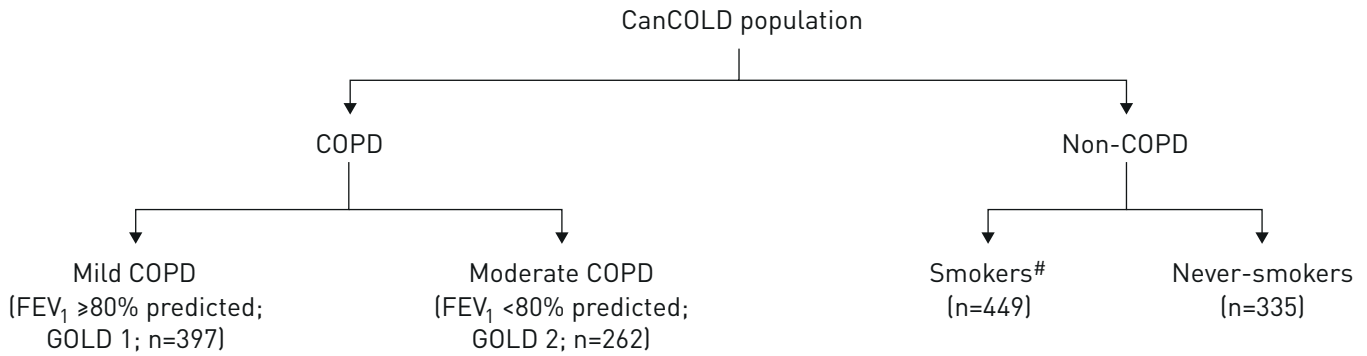 CanCOLD population
COPD
Non-COPD
Mild COPD
(FEV₁ ≥80% predicted;
GOLD 1; n=397)
Moderate COPD
(FEV₁ <80% predicted;
GOLD 2; n=262)
Smokers#
(n=449)
Never-smokers
(n=335)